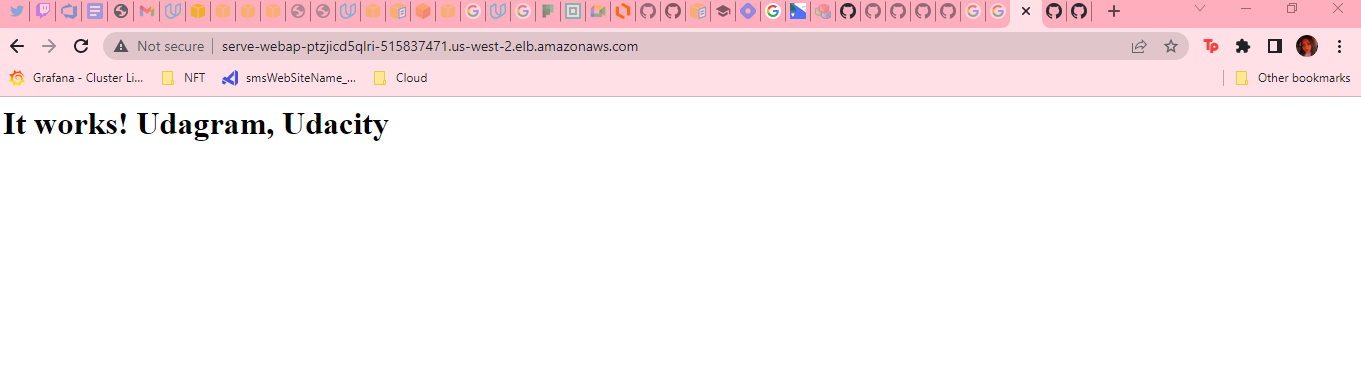 Not secure serve-webap-ptzjicd5qlri-515837471.us-west-2.elb.amazonaws.com Tp
Grafana - Cluster Li... NFT smsWebSiteName_... Cloud Other bookmarks
It works! Udagram, Udacity